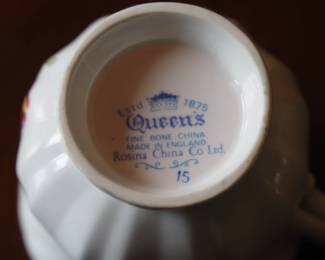 Estd 1875
Queen's
FINE BONE CHINA
MADE IN ENGLAND
Rosina China Co Ltd.
15